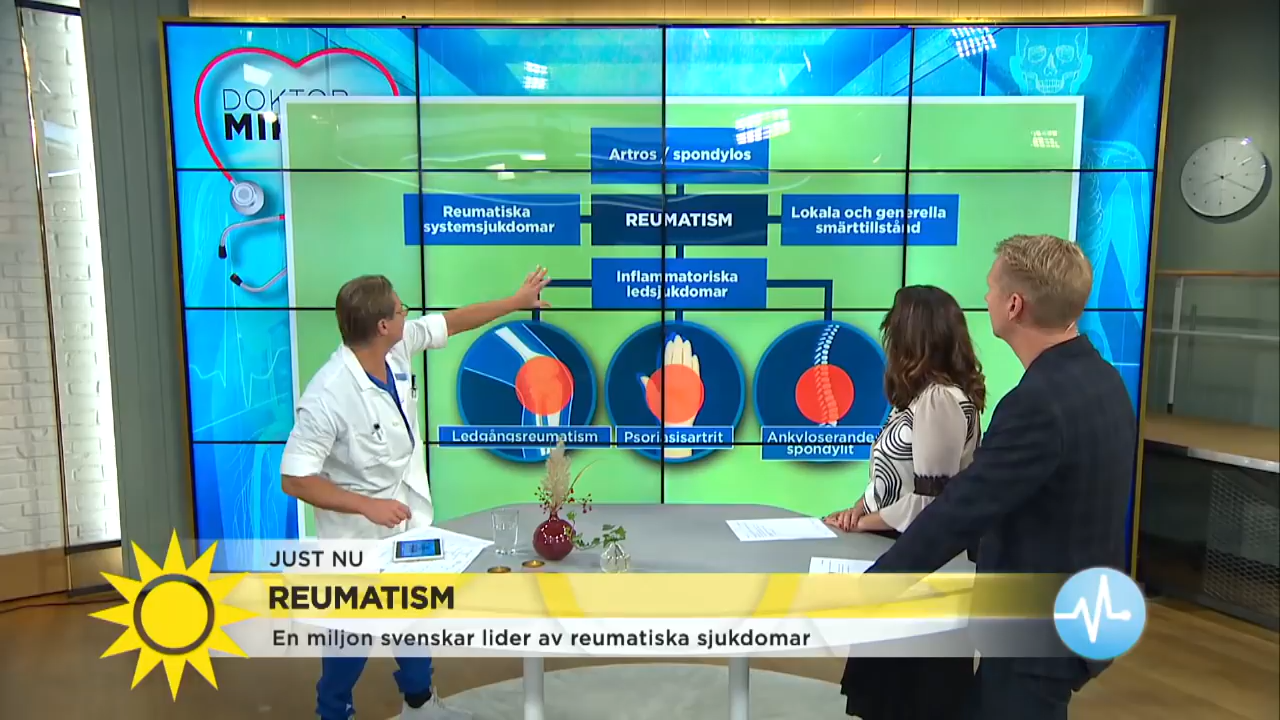 DOKTOR
Artros / spondylos
Reumatiska
systemsjukdomar
REUMATISM
Lokala och generella
smärttillstånd
Inflammatoriska
ledsjukdomar
Ledgångsreumatism
Psoriasisartrit
Ankyloserande
spondylit
JUST NU
REUMATISM
En miljon svenskar lider av reumatiska sjukdomar